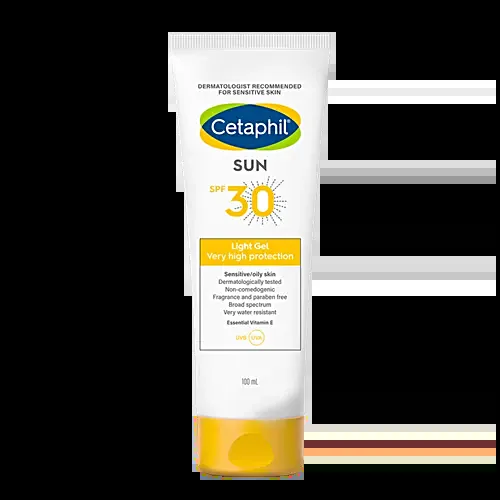 DERMATOLOGIST RECOMMENDED
FOR SENSITIVE SKIN
Cetaphil®
SUN
SPF 30
Light Gel
Very high protection
Sensitive/oily skin
Dermatologically tested
Non-comedogenic
Fragrance and paraben free
Broad spectrum
Very water resistant
Essential Vitamin E
UVB UVA
100 mL